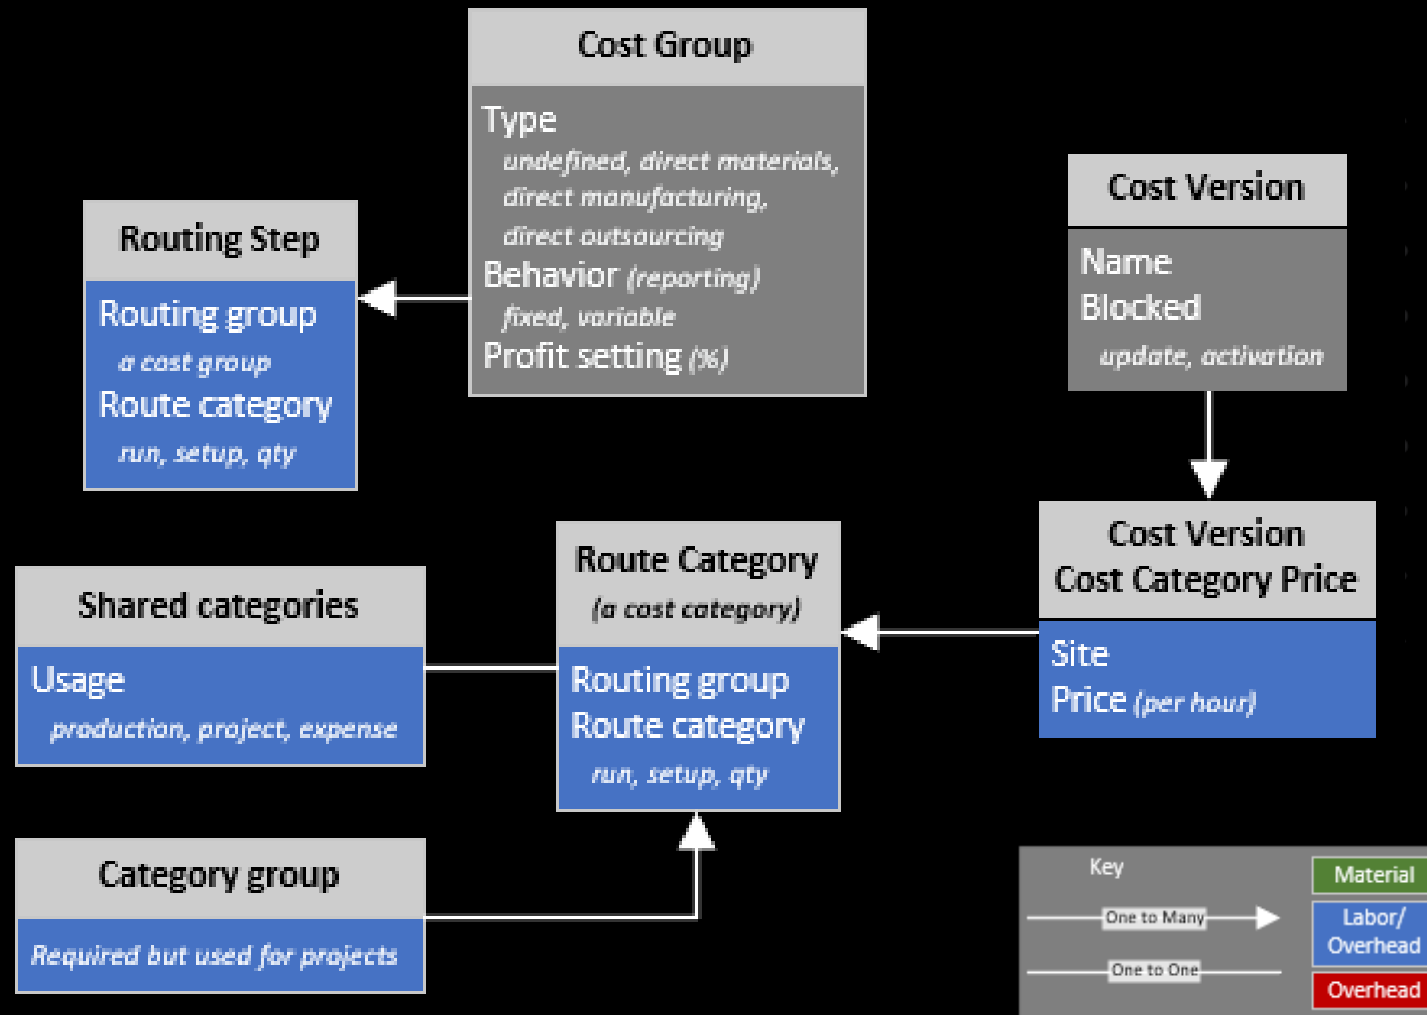 Cost Group
Type
undefined, direct materials,
direct manufacturing,
direct outsourcing
Behavior (reporting)
fixed, variable
Profit setting (%)
Cost Version
Name
Blocked
update, activation
Routing Step
Routing group
a cost group
Route category
run, setup, qty
Cost Version
Cost Category Price
Site
Price (per hour)
Route Category
(a cost category)
Routing group
Route category
run, setup, qty
Shared categories
Usage
production, project, expense
Category group
Required but used for projects
Key
One to Many
One to One
Material
Labor/
Overhead
Overhead